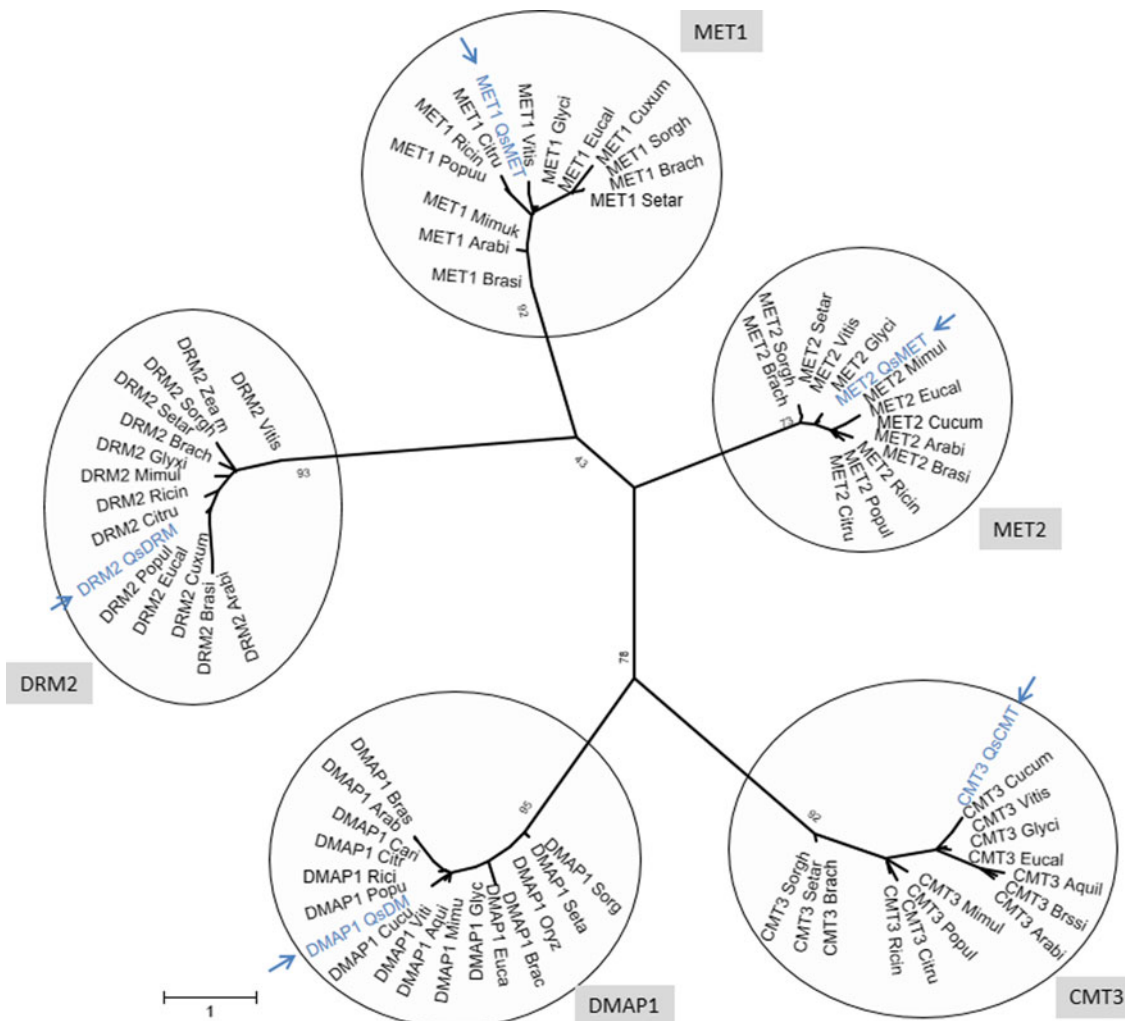 MET1
MET1 Popuu
MET1 Ricin
MET1 Citru
MET1 QsMET
MET1 Vitis
MET1 Glyci
MET1 Eucal
MET1 Cuxum
MET1 Sorgh
MET1 Brach
MET1 Setar
MET1 Mimuk
MET1 Arabi
MET1 Brasi
92
MET2 Brach
MET2 Sorgh
MET2 Setar
MET2 Vitis
MET2 Glyci
MET2 QsMET
MET2 Mimul
MET2 Eucal
MET2 Cucum
MET2 Arabi
MET2 Brasi
MET2 Ricin
MET2 Popul
MET2 Citru
73
MET2
43
DRM2 Vitis
DRM2 Zea m
DRM2 Sorgh
DRM2 Setar
DRM2 Brach
DRM2 Glyxi
DRM2 Mimul
DRM2 Ricin
DRM2 Citru
DRM2 QsDRM
DRM2 Popul
DRM2 Eucal
DRM2 Cuxum
DRM2 Brasi
DRM2 Arabi
93
DRM2
78
DMAP1 Bras
DMAP1 Arab
DMAP1 Cari
DMAP1 Citr
DMAP1 Rici
DMAP1 Popu
DMAP1 QsDM
DMAP1 Cucu
DMAP1 Viti
DMAP1 Aqui
DMAP1 Mimu
DMAP1 Glyc
DMAP1 Euca
DMAP1 Brac
DMAP1 Oryz
DMAP1 Seta
DMAP1 Sorg
95
DMAP1
CMT3 QsCMT
CMT3 Cucum
CMT3 Vitis
CMT3 Glyci
CMT3 Eucal
CMT3 Aquil
CMT3 Brssi
CMT3 Arabi
CMT3 Mimul
CMT3 Popul
CMT3 Citru
CMT3 Ricin
CMT3 Brach
CMT3 Setar
CMT3 Sorgh
92
CMT3
1